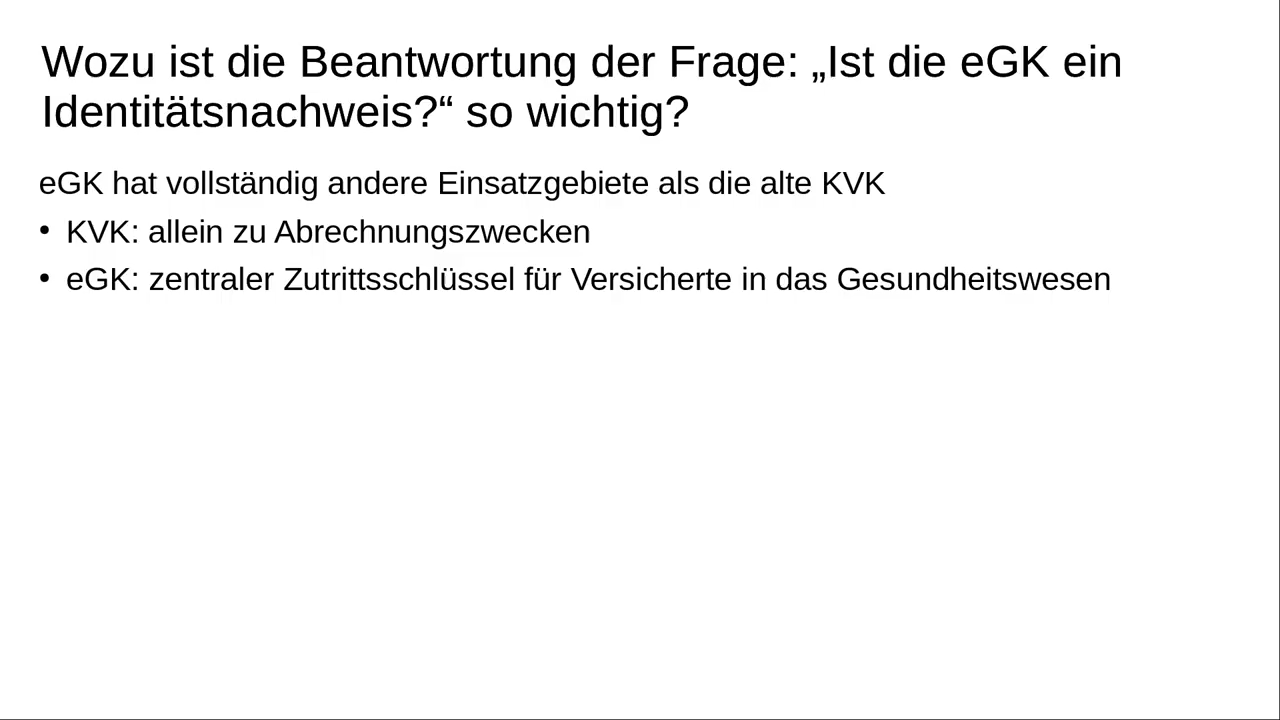 Wozu ist die Beantwortung der Frage: „Ist die eGK ein
Identitätsnachweis?“ so wichtig?
eGK hat vollständig andere Einsatzgebiete als die alte KVK
• KVK: allein zu Abrechnungszwecken
• eGK: zentraler Zutrittsschlüssel für Versicherte in das Gesundheitswesen